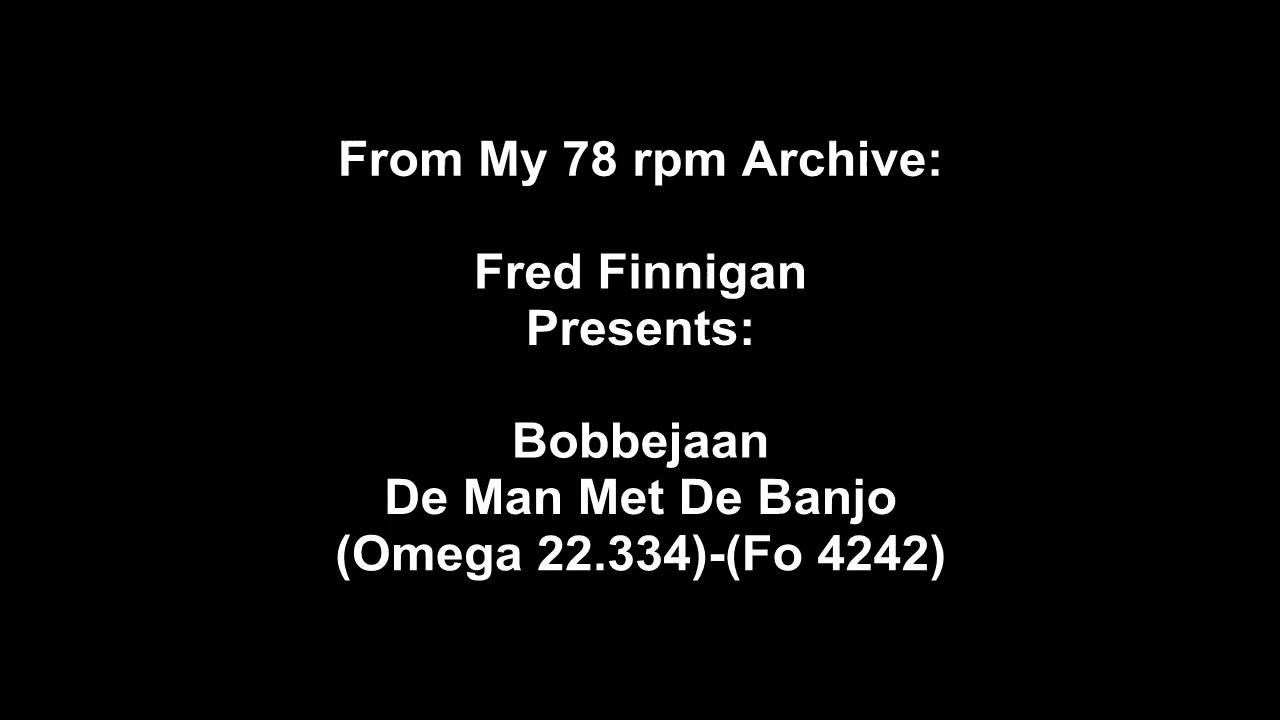 From My 78 rpm Archive:
Fred Finnigan
Presents:
Bobbejaan
De Man Met De Banjo
(Omega 22.334)-(Fo 4242)